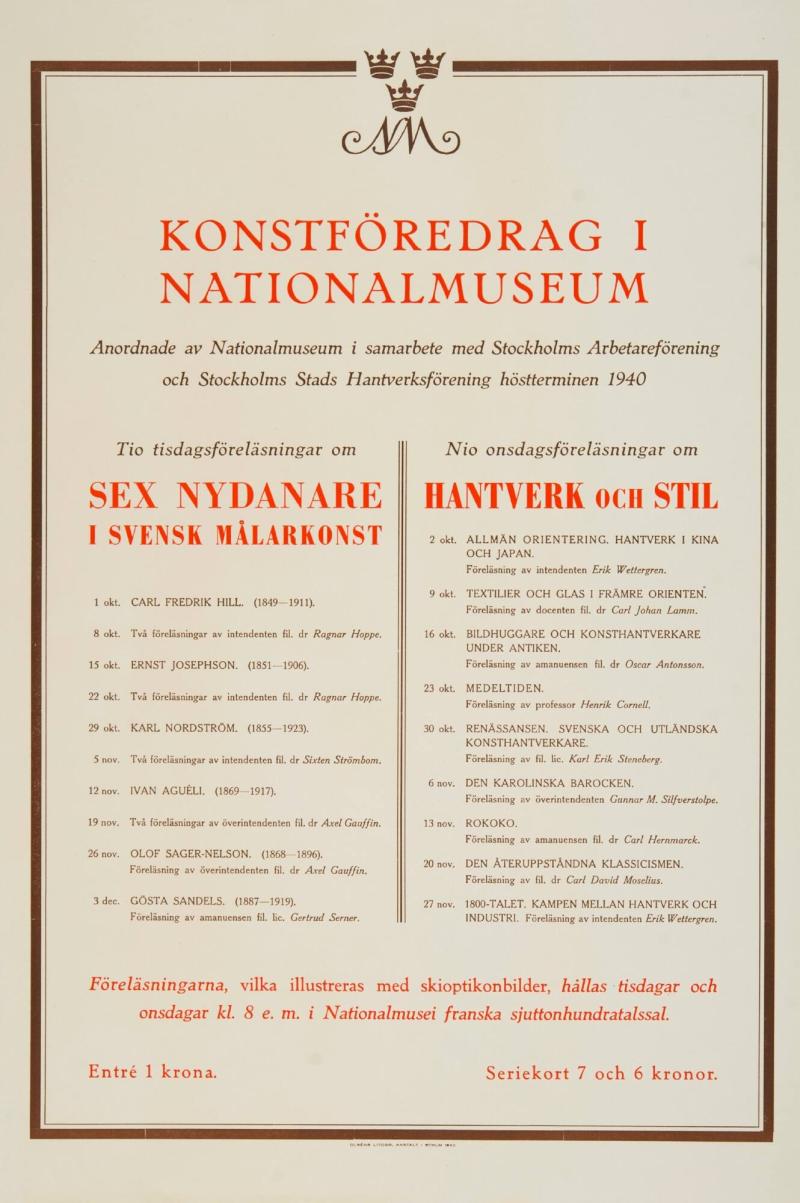 NM
KONSTFÖREDRAG I
NATIONALMUSEUM
Anordnade av Nationalmuseum i samarbete med Stockholms Arbetareförening
och Stockholms Stads Hantverksförening höstterminen 1940
Tio tisdagsföreläsningar om
SEX NYDANARE
I SVENSK MÅLARKONST
1 okt. CARL FREDRIK HILL. (1849—1911).
8 okt. Två föreläsningar av intendenten fil. dr Ragnar Hoppe.
15 okt. ERNST JOSEPHSON. (1851—1906).
22 okt. Två föreläsningar av intendenten fil. dr Ragnar Hoppe.
29 okt. KARL NORDSTRÖM. (1855—1923).
5 nov. Två föreläsningar av intendenten fil. dr Sixten Strömbom.
12 nov. IVAN AGUÉLI. (1869—1917).
19 nov. Två föreläsningar av överintendenten fil. dr Axel Gauffin.
26 nov. OLOF SAGER-NELSON. (1868—1896).
Föreläsning av överintendenten fil. dr Axel Gauffin.
3 dec. GÖSTA SANDELS. (1887—1919).
Föreläsning av amanuensen fil. lic. Gertrud Serner.
Nio onsdagsföreläsningar om
HANTVERK OCH STIL
2 okt. ALLMÄN ORIENTERING. HANTVERK I KINA
OCH JAPAN.
Föreläsning av intendenten Erik Wettergren.
9 okt. TEXTILIER OCH GLAS I FRÄMRE ORIENTEN.
Föreläsning av docenten fil. dr Carl Johan Lamm.
16 okt. BILDHUGGARE OCH KONSTHANTVERKARE
UNDER ANTIKEN.
Föreläsning av amanuensen fil. dr Oscar Antonsson.
23 okt. MEDELTIDEN.
Föreläsning av professor Henrik Cornell.
30 okt. RENÄSSANSEN. SVENSKA OCH UTLÄNDSKA
KONSTHANTVERKARE.
Föreläsning av fil. lic. Karl Erik Steneberg.
6 nov. DEN KAROLINSKA BAROCKEN.
Föreläsning av överintendenten Gunnar M. Silfverstolpe.
13 nov. ROKOKO.
Föreläsning av amanuensen fil. dr Carl Hernmarck.
20 nov. DEN ÅTERUPPSTÅNDNA KLASSICISMEN.
Föreläsning av fil. dr Carl David Moselius.
27 nov. 1800-TALET. KAMPEN MELLAN HANTVERK OCH
INDUSTRI. Föreläsning av intendenten Erik Wettergren.
Föreläsningarna, vilka illustreras med skioptikonbilder, hållas tisdagar och
onsdagar kl. 8 e. m. i Nationalmusei franska sjuttonhundratalssal.
Entré 1 krona.
Seriekort 7 och 6 kronor.